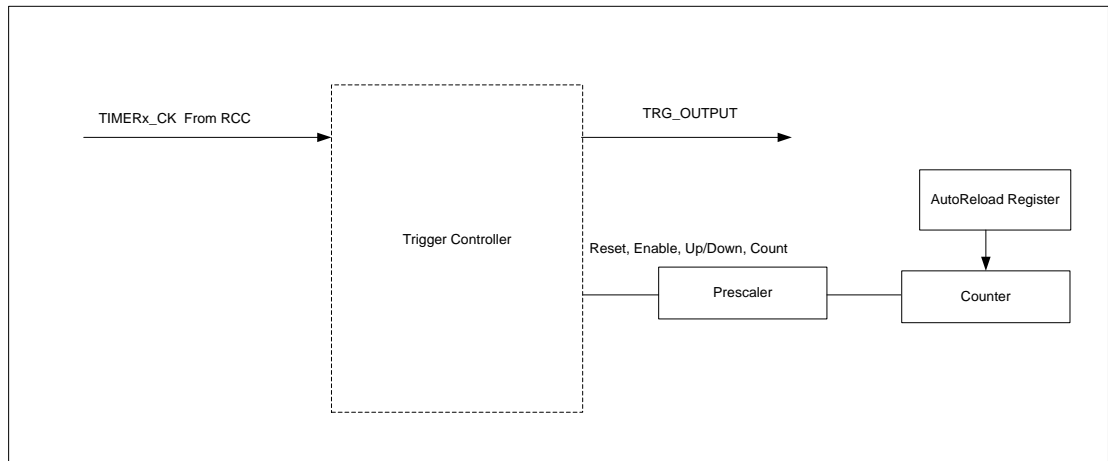 TIMERx_CK From RCC
TRG_OUTPUT
AutoReload Register
Trigger Controller
Reset, Enable, Up/Down, Count
Prescaler
Counter